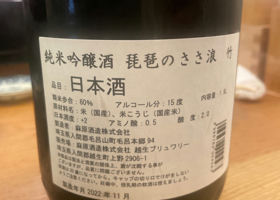 純米吟醸酒 琵琶のささ浪 竹
品目：日本酒 内容量：1.8L
精米歩合：60% アルコール分：15度
原材料：米（国産）、米こうじ（国産米）
日本酒度：+2 アミノ酸：0.5 酸度：2.0
製造者：麻原酒造株式会社
埼玉県入間郡毛呂山町毛呂本郷94
製造場：麻原酒造株式会社 越生ブリュワリー
埼玉県入間郡越生町上野2906-1
製造年月 2022年11月